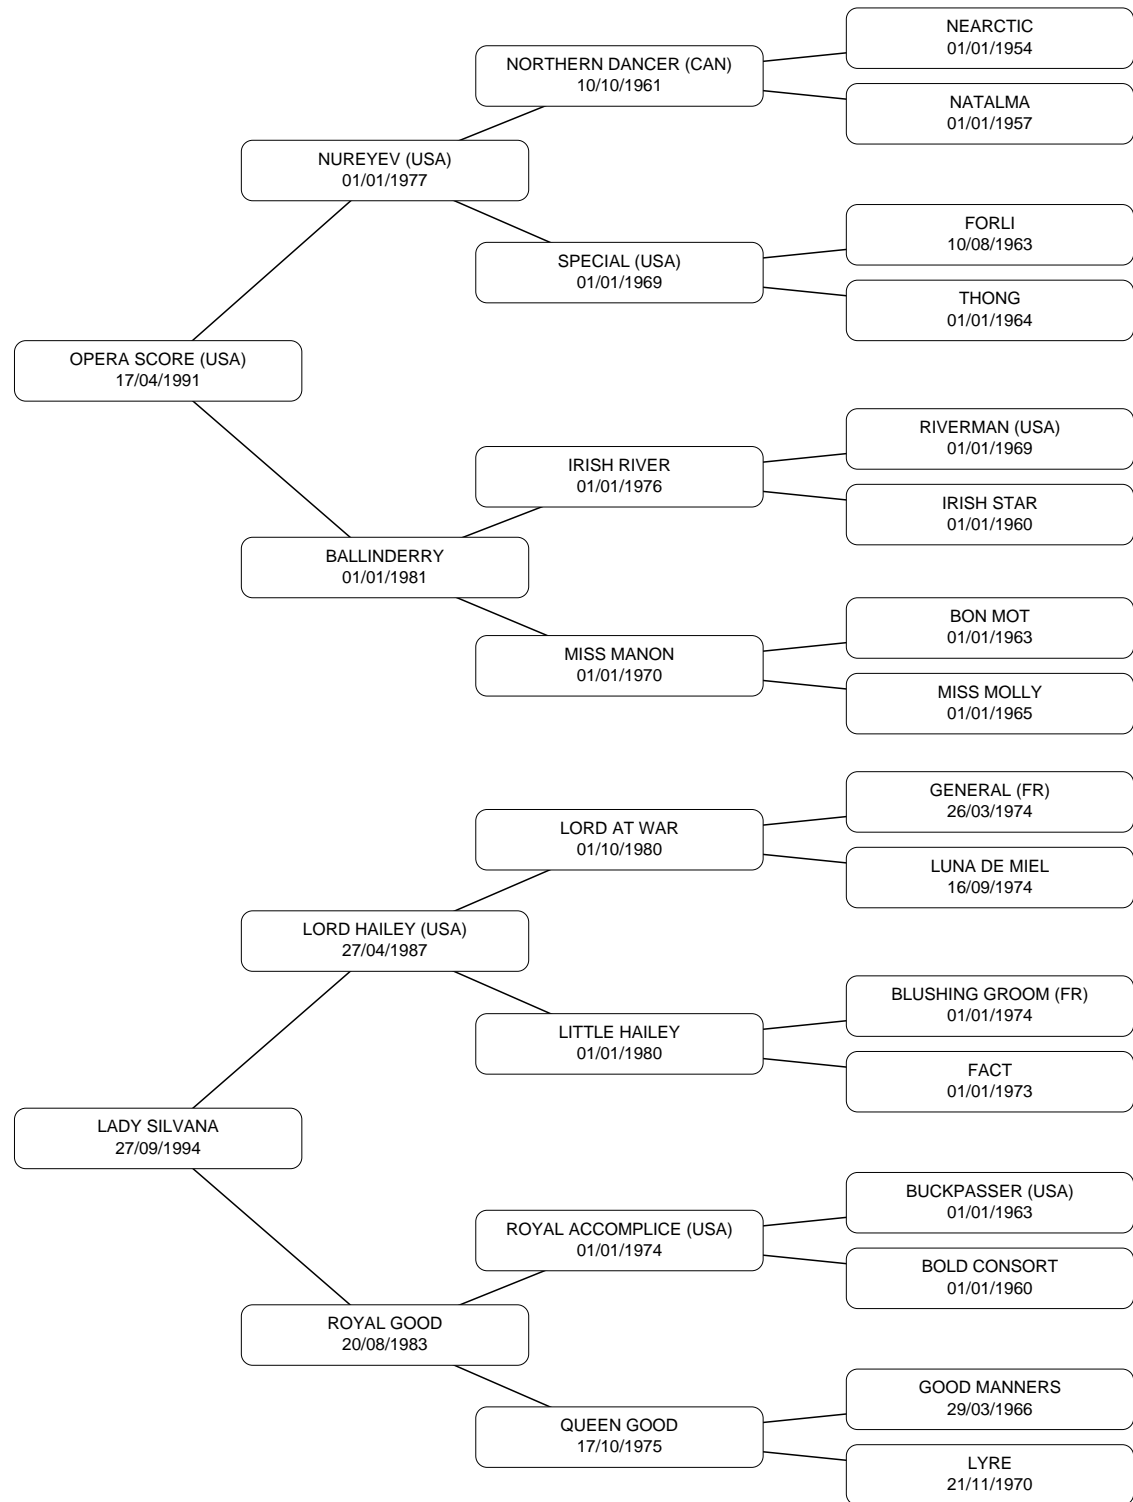 NEARCTIC
01/01/1954
NORTHERN DANCER (CAN)
10/10/1961
NATALMA
01/01/1957
NUREYEV (USA)
01/01/1977
FORLI
10/08/1963
SPECIAL (USA)
01/01/1969
THONG
01/01/1964
OPERA SCORE (USA)
17/04/1991
RIVERMAN (USA)
01/01/1969
IRISH RIVER
01/01/1976
IRISH STAR
01/01/1960
BALLINDERRY
01/01/1981
BON MOT
01/01/1963
MISS MANON
01/01/1970
MISS MOLLY
01/01/1965
GENERAL (FR)
26/03/1974
LORD AT WAR
01/10/1980
LUNA DE MIEL
16/09/1974
LORD HAILEY (USA)
27/04/1987
BLUSHING GROOM (FR)
01/01/1974
LITTLE HAILEY
01/01/1980
FACT
01/01/1973
LADY SILVANA
27/09/1994
BUCKPASSER (USA)
01/01/1963
ROYAL ACCOMPLICE (USA)
01/01/1974
BOLD CONSORT
01/01/1960
ROYAL GOOD
20/08/1983
GOOD MANNERS
29/03/1966
QUEEN GOOD
17/10/1975
LYRE
21/11/1970